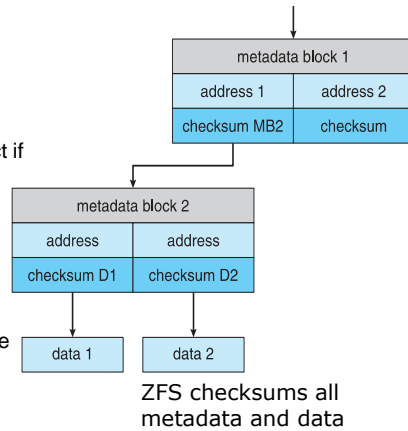 metadata block 1
address 1 address 2
checksum MB2 checksum
t if
metadata block 2
address address
checksum D1 checksum D2
e
data 1 data 2
ZFS checksums all
metadata and data